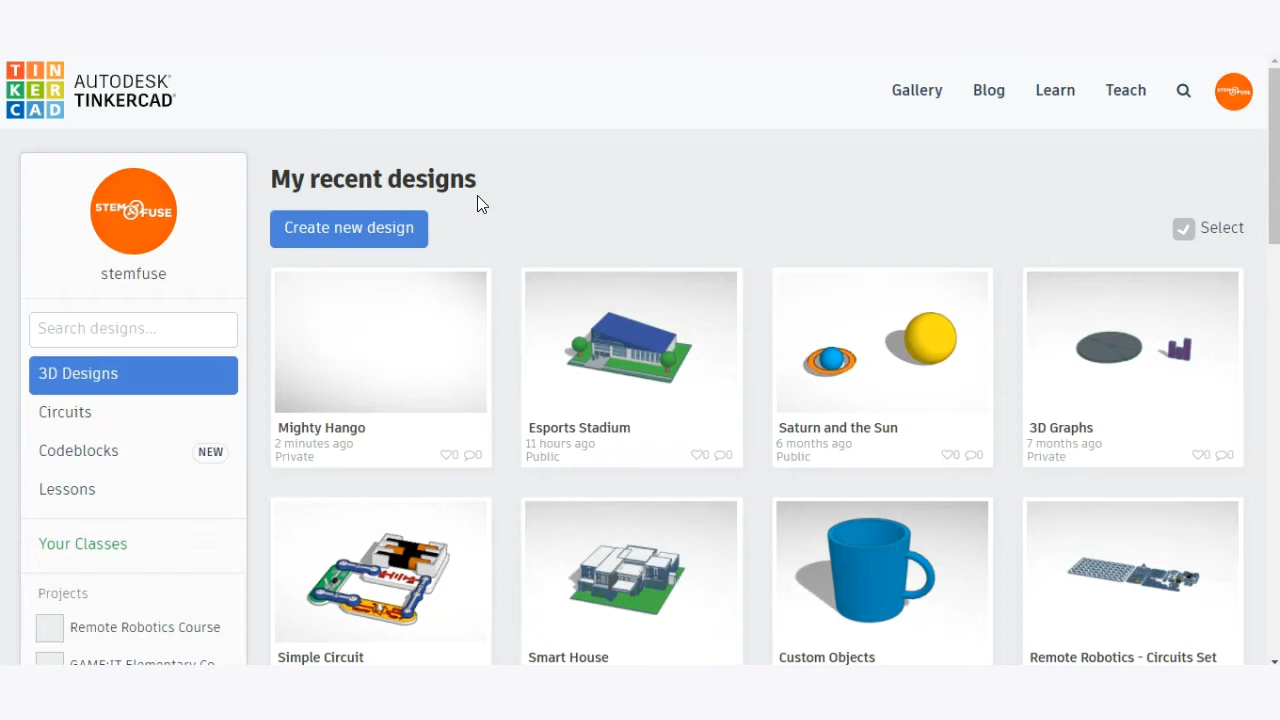 TIN
KER
CAD
AUTODESK®
TINKERCAD®
Gallery
Blog
Learn
Teach
STEM FUSE
STEM FUSE
stemfuse
Search designs...
3D Designs
Circuits
Codeblocks
NEW
Lessons
Your Classes
Projects
Remote Robotics Course
GAME:IT Elementary Co
My recent designs
Create new design
Select
Mighty Hango
2 minutes ago
Private
0 0
Esports Stadium
11 hours ago
Public
0 0
Saturn and the Sun
6 months ago
Public
0 0
3D Graphs
7 months ago
Private
0 0
Simple Circuit
Smart House
Custom Objects
Remote Robotics - Circuits Set